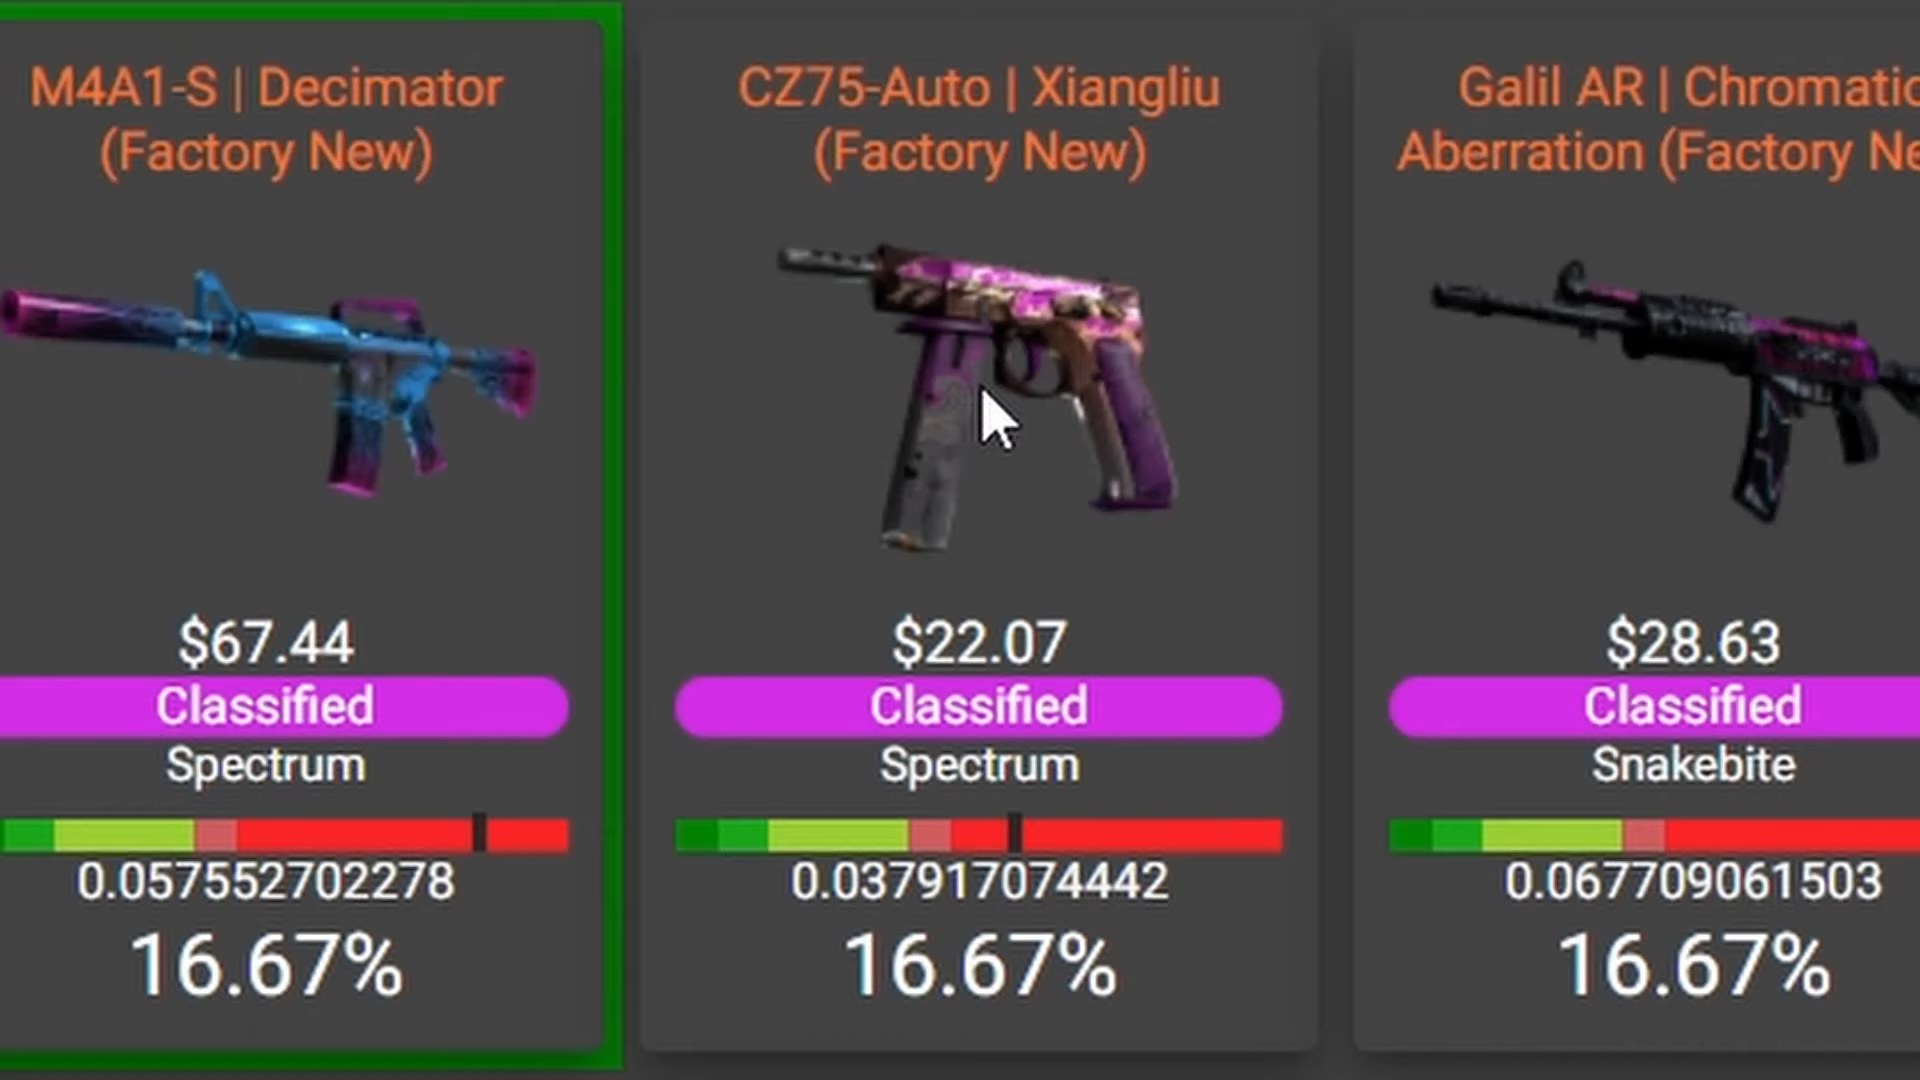 M4A1-S | Decimator
(Factory New)
$67.44
Classified
Spectrum
0.057552702278
16.67%
CZ75-Auto | Xiangliu
(Factory New)
$22.07
Classified
Spectrum
0.037917074442
16.67%
Galil AR | Chromatic
Aberration (Factory Ne
$28.63
Classified
Snakebite
0.067709061503
16.67%